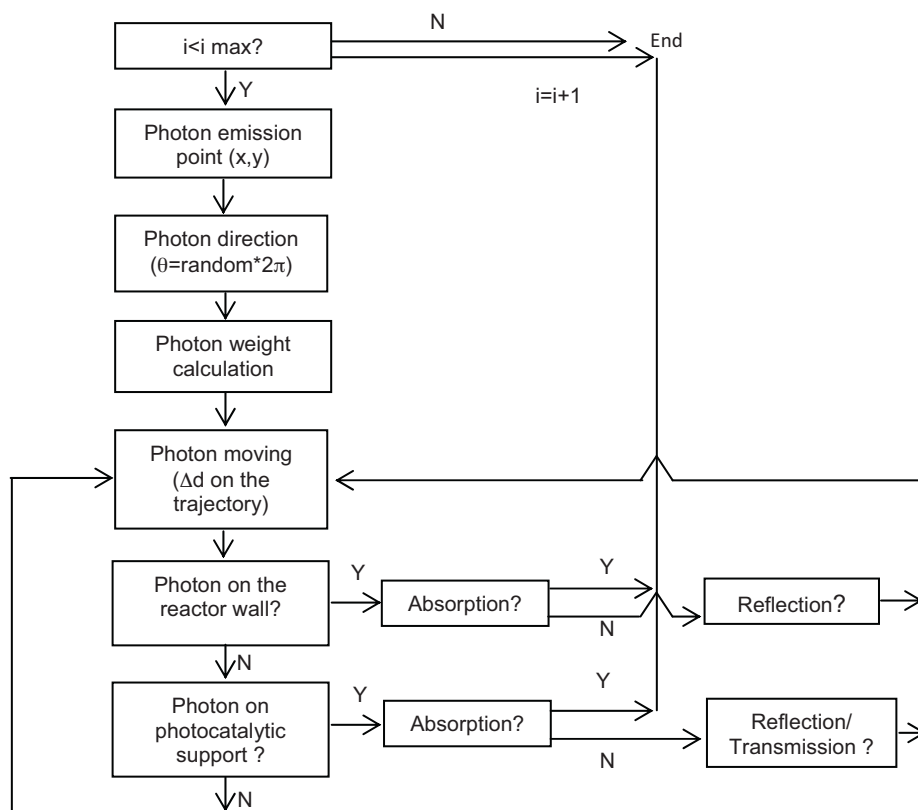 N
i<i max?
End
Y
i=i+1
Photon emission
point (x,y)
Photon direction
(θ=random*2π)
Photon weight
calculation
Photon moving
(Δd on the
trajectory)
Photon on the
reactor wall?
Y
Absorption?
Y
N
Reflection?
N
Photon on
photocatalytic
support ?
Y
Absorption?
Y
N
Reflection/
Transmission ?
N